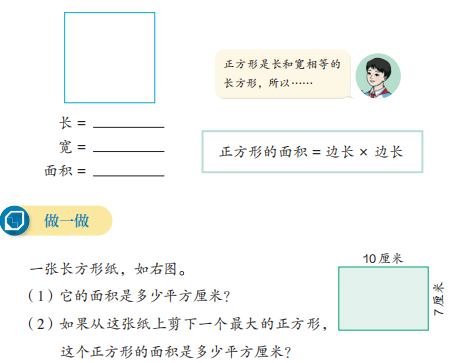 正方形是长和宽相等的
长方形，所以……
长 =
宽 =
面积 =
正方形的面积 = 边长 × 边长
做一做
一张长方形纸，如右图。
10 厘米
7 厘米
（1）它的面积是多少平方厘米？
（2）如果从这张纸上剪下一个最大的正方形，
这个正方形的面积是多少平方厘米？